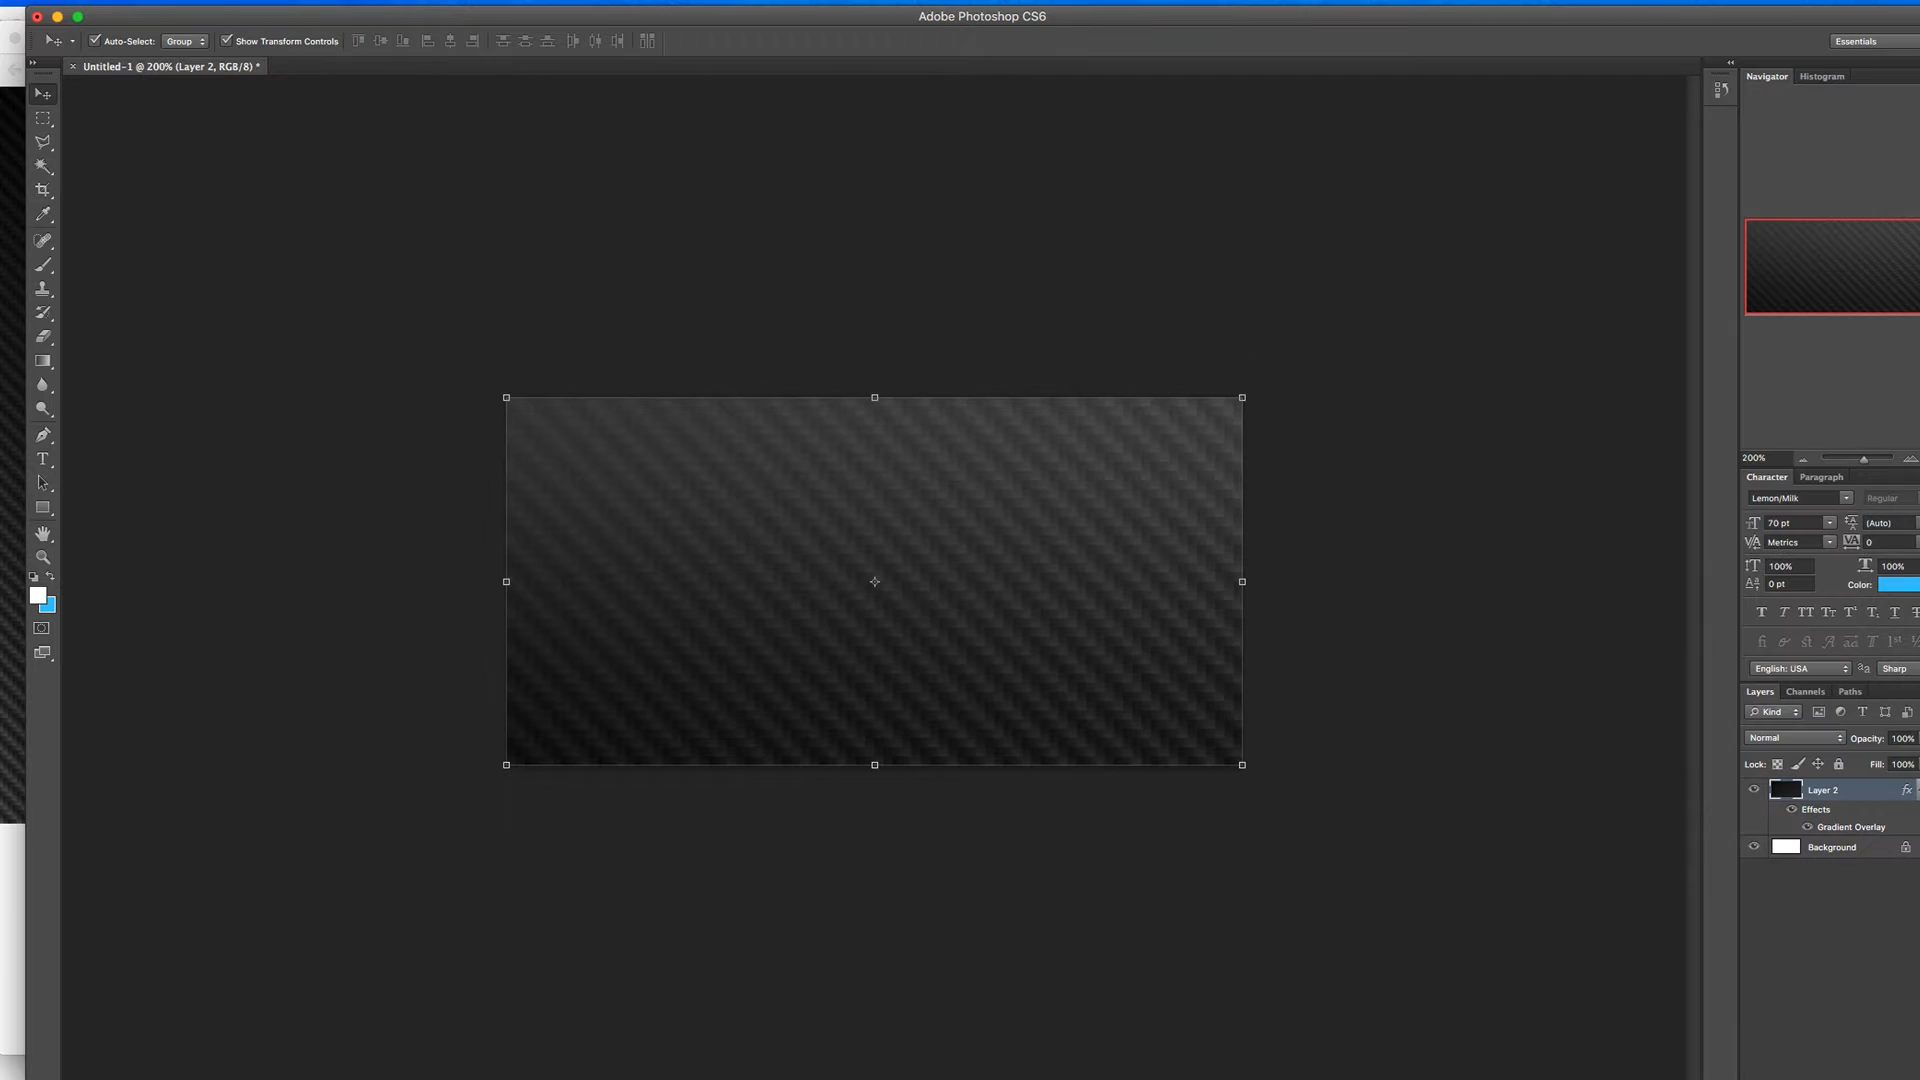 Adobe Photoshop CS6
Auto-Select: Group Show Transform Controls Essentials
Untitled-1 @ 200% (Layer 2, RGB/8) *
Navigator Histogram
200%
Character Paragraph
Lemon/Milk Regular
70 pt (Auto)
Metrics 0
100% 100%
0 pt Color:
English: USA Sharp
Layers Channels Paths
Kind
Normal Opacity: 100%
Lock: Fill: 100%
Layer 2 fx
Effects
Gradient Overlay
Background